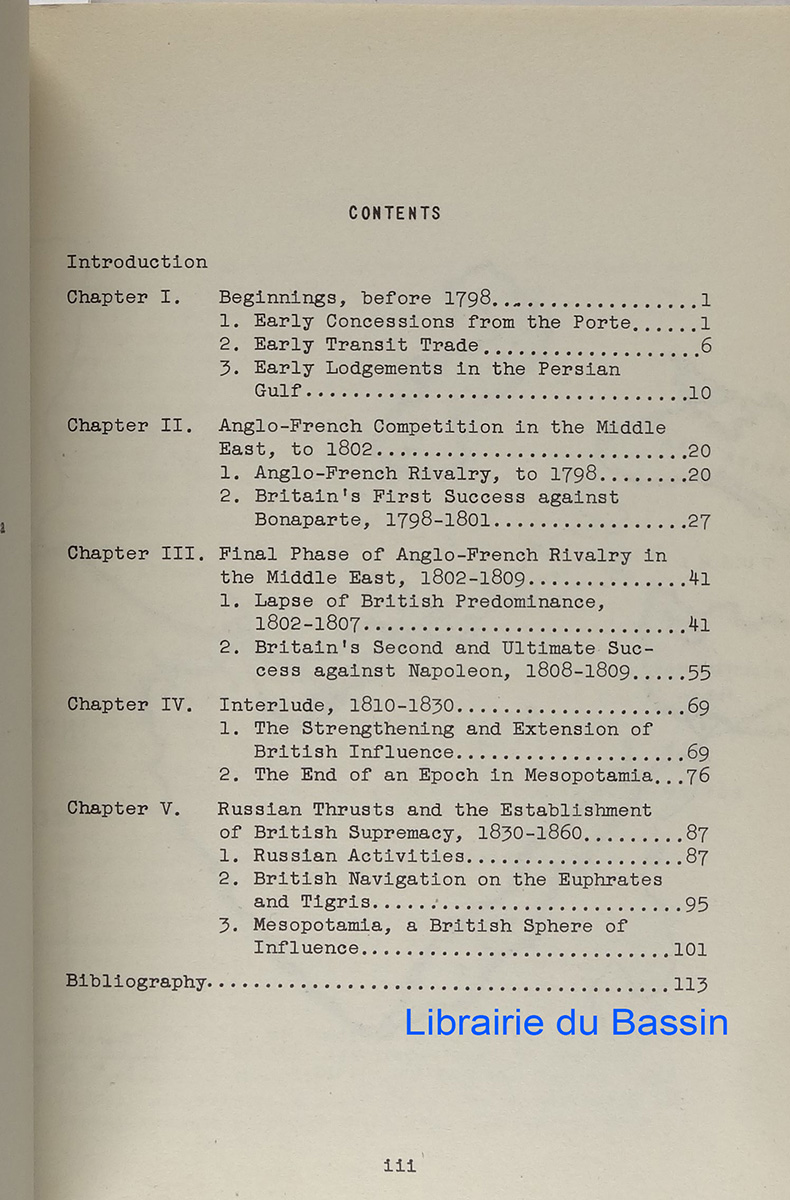 CONTENTS
Introduction
Chapter I. Beginnings, before 1798...................1
1. Early Concessions from the Porte......1
2. Early Transit Trade...................6
3. Early Lodgements in the Persian
Gulf.................................10
Chapter II. Anglo-French Competition in the Middle
East, to 1802...........................20
1. Anglo-French Rivalry, to 1798........20
2. Britain's First Success against
Bonaparte, 1798-1801.................27
Chapter III. Final Phase of Anglo-French Rivalry in
the Middle East, 1802-1809..............41
1. Lapse of British Predominance,
1802-1807............................41
2. Britain's Second and Ultimate Suc-
cess against Napoleon, 1808-1809.....55
Chapter IV. Interlude, 1810-1830....................69
1. The Strengthening and Extension of
British Influence....................69
2. The End of an Epoch in Mesopotamia...76
Chapter V. Russian Thrusts and the Establishment
of British Supremacy, 1830-1860.........87
1. Russian Activities...................87
2. British Navigation on the Euphrates
and Tigris...........................95
3. Mesopotamia, a British Sphere of
Influence...........................101
Bibliography........................................113
Librairie du Bassin
iii